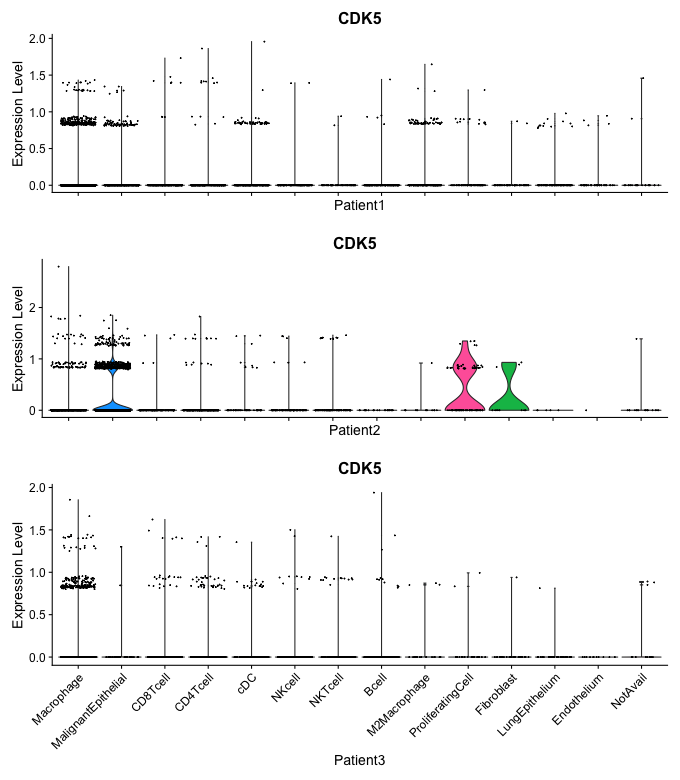 CDK5
Expression Level
2.0
1.5
1.0
0.5
0.0
Patient1
CDK5
Expression Level
2
1
0
Patient2
CDK5
Expression Level
2.0
1.5
1.0
0.5
0.0
Macrophage
MalignantEpithelial
CD8Tcell
CD4Tcell
cDC
NKcell
NKTcell
Bcell
M2Macrophage
ProliferatingCell
Fibroblast
LungEpithelium
Endothelium
NotAvail
Patient3